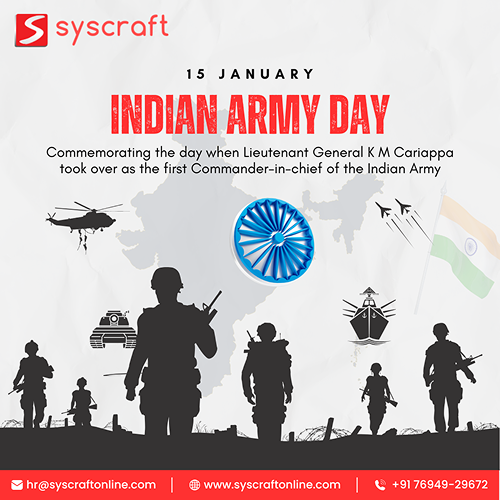 syscraft
15 JANUARY
INDIAN ARMY DAY
Commemorating the day when Lieutenant General K M Cariappa
took over as the first Commander-in-chief of the Indian Army
hr@syscraftonline.com | www.syscraftonline.com | +91 76949-29672